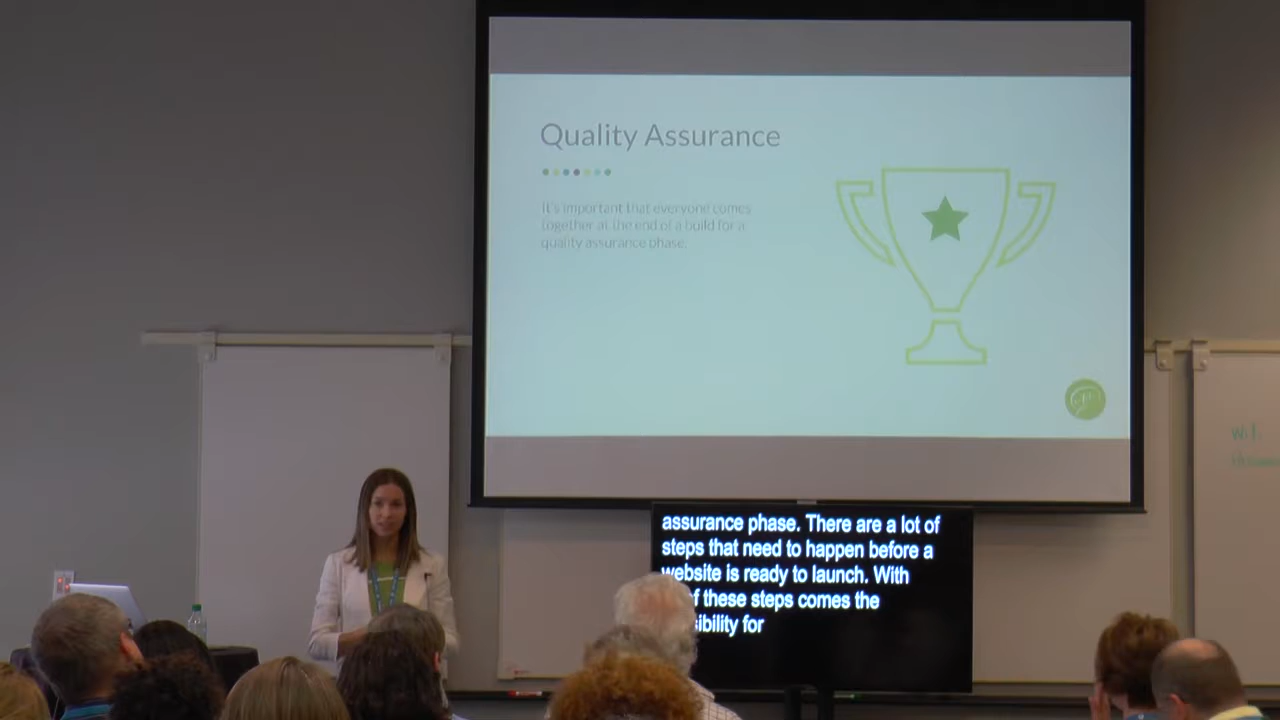 Quality Assurance
It's important that everyone comes
together at the end of a build for a
quality assurance phase.
assurance phase. There are a lot of
steps that need to happen before a
website is ready to launch. With
of these steps comes the
sibility for